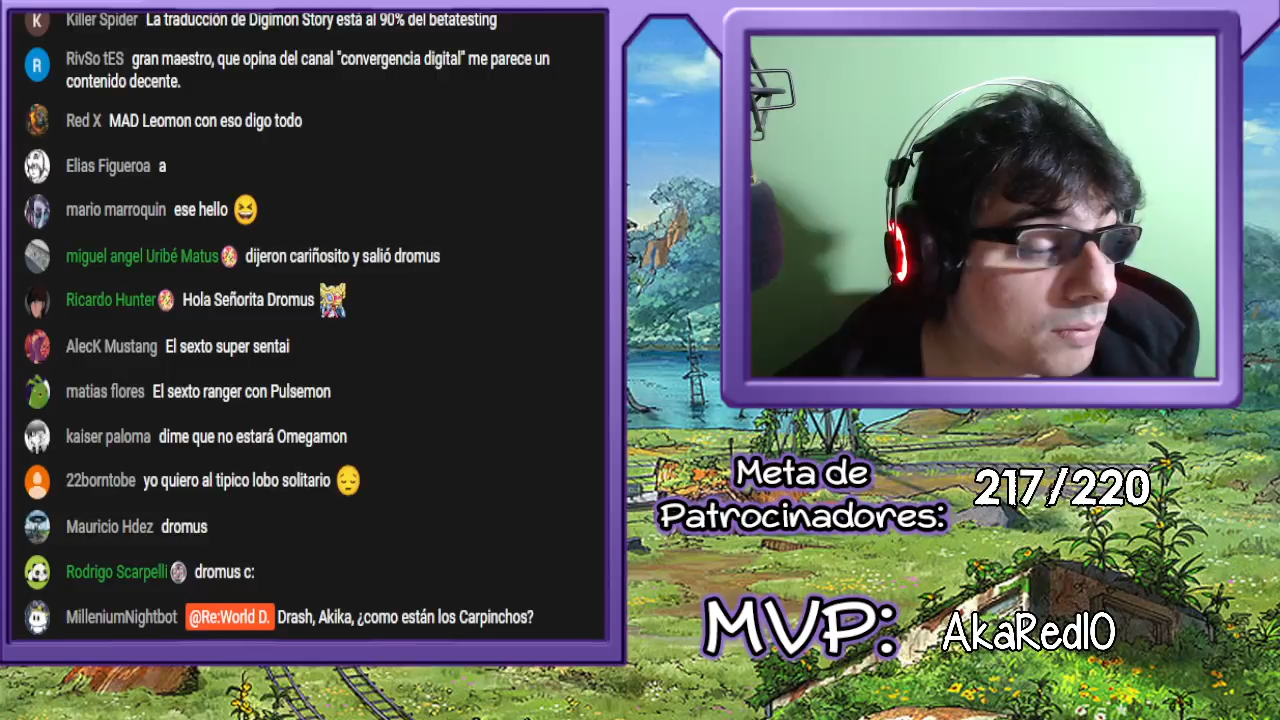 K Killer Spider La traducción de Digimon Story está al 90% del betatesting
R RivSo tES gran maestro, que opina del canal "convergencia digital" me parece un
contenido decente.
Red X MAD Leomon con eso digo todo
Elias Figueroa a
mario marroquin ese hello
miguel angel Uribé Matus dijeron cariñosito y salió dromus
Ricardo Hunter Hola Señorita Dromus
AlecK Mustang El sexto super sentai
matias flores El sexto ranger con Pulsemon
kaiser paloma dime que no estará Omegamon
22borntobe yo quiero al tipico lobo solitario
Mauricio Hdez dromus
Rodrigo Scarpelli dromus c:
MilleniumNightbot @Re:World D. Drash, Akika, ¿como están los Carpinchos?
Meta de
Patrocinadores:
217/220
MVP:
AkaRed10